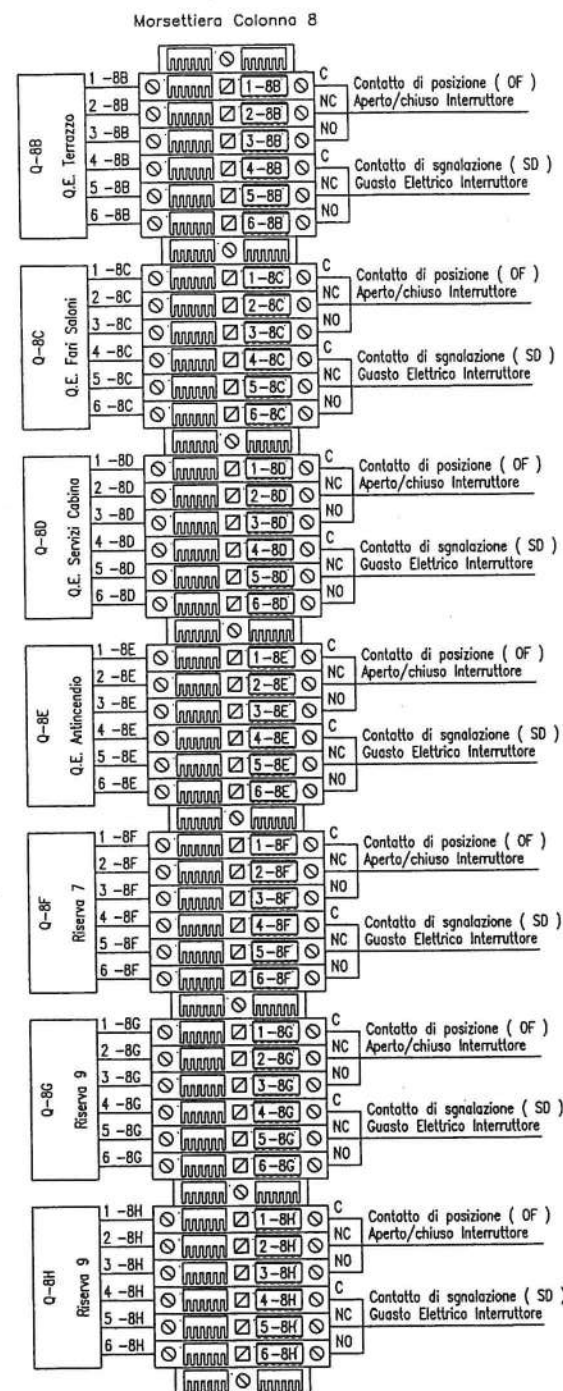 Morsettiera Colonna 8
Q-8B
Q.E. Terrazzo
1 -8B
2 -8B
3 -8B
4 -8B
5 -8B
6 -8B
1-8B
2-8B
3-8B
4-8B
5-8B
6-8B
C
NC
NO
C
NC
NO
Contatto di posizione ( OF )
Aperto/chiuso Interruttore
Contatto di sgnalazione ( SD )
Guasto Elettrico Interruttore
Q-8C
Q.E. Fari Saloni
1 -8C
2 -8C
3 -8C
4 -8C
5 -8C
6 -8C
1-8C
2-8C
3-8C
4-8C
5-8C
6-8C
C
NC
NO
C
NC
NO
Contatto di posizione ( OF )
Aperto/chiuso Interruttore
Contatto di sgnalazione ( SD )
Guasto Elettrico Interruttore
Q-8D
Q.E. Servizi Cabina
1 -8D
2 -8D
3 -8D
4 -8D
5 -8D
6 -8D
1-8D
2-8D
3-8D
4-8D
5-8D
6-8D
C
NC
NO
C
NC
NO
Contatto di posizione ( OF )
Aperto/chiuso Interruttore
Contatto di sgnalazione ( SD )
Guasto Elettrico Interruttore
Q-8E
Q.E. Antincendio
1 -8E
2 -8E
3 -8E
4 -8E
5 -8E
6 -8E
1-8E
2-8E
3-8E
4-8E
5-8E
6-8E
C
NC
NO
C
NC
NO
Contatto di posizione ( OF )
Aperto/chiuso Interruttore
Contatto di sgnalazione ( SD )
Guasto Elettrico Interruttore
Q-8F
Riserva 7
1 -8F
2 -8F
3 -8F
4 -8F
5 -8F
6 -8F
1-8F
2-8F
3-8F
4-8F
5-8F
6-8F
C
NC
NO
C
NC
NO
Contatto di posizione ( OF )
Aperto/chiuso Interruttore
Contatto di sgnalazione ( SD )
Guasto Elettrico Interruttore
Q-8G
Riserva 9
1 -8G
2 -8G
3 -8G
4 -8G
5 -8G
6 -8G
1-8G
2-8G
3-8G
4-8G
5-8G
6-8G
C
NC
NO
C
NC
NO
Contatto di posizione ( OF )
Aperto/chiuso Interruttore
Contatto di sgnalazione ( SD )
Guasto Elettrico Interruttore
Q-8H
Riserva 9
1 -8H
2 -8H
3 -8H
4 -8H
5 -8H
6 -8H
1-8H
2-8H
3-8H
4-8H
5-8H
6-8H
C
NC
NO
C
NC
NO
Contatto di posizione ( OF )
Aperto/chiuso Interruttore
Contatto di sgnalazione ( SD )
Guasto Elettrico Interruttore